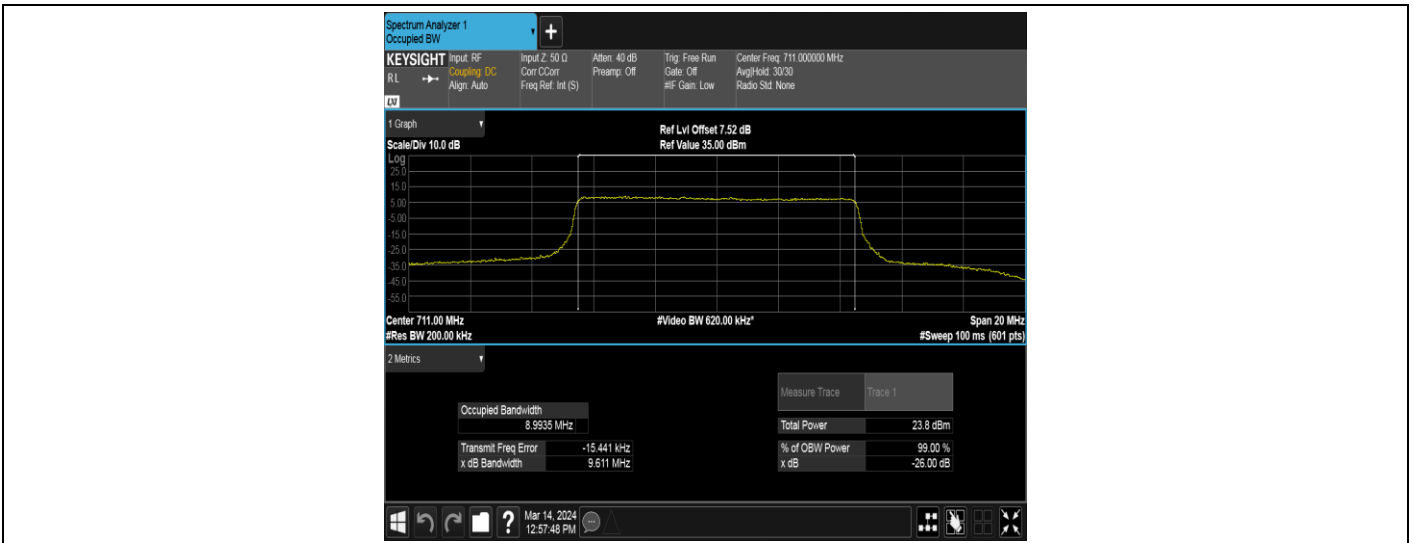 Spectrum Analyzer 1
Occupied BW
+
KEYSIGHT
RL
LXI
Input: RF
Coupling: DC
Align: Auto
Input Z: 50 Ω
Corr CCorr
Freq Ref: Int (S)
Atten: 40 dB
Preamp: Off
Trig: Free Run
Gate: Off
#IF Gain: Low
Center Freq: 711.000000 MHz
Avg|Hold: 30/30
Radio Std: None
1 Graph
Scale/Div 10.0 dB
Ref Lvl Offset 7.52 dB
Ref Value 35.00 dBm
Log
25.0
15.0
5.00
-5.00
-15.0
-25.0
-35.0
-45.0
-55.0
Center 711.00 MHz
#Video BW 620.00 kHz*
Span 20 MHz
#Res BW 200.00 kHz
#Sweep 100 ms (601 pts)
2 Metrics
Measure Trace Trace 1
Occupied Bandwidth
8.9935 MHz
Total Power 23.8 dBm
Transmit Freq Error -15.441 kHz
% of OBW Power 99.00 %
x dB Bandwidth 9.611 MHz
x dB -26.00 dB
?
Mar 14, 2024
12:57:48 PM